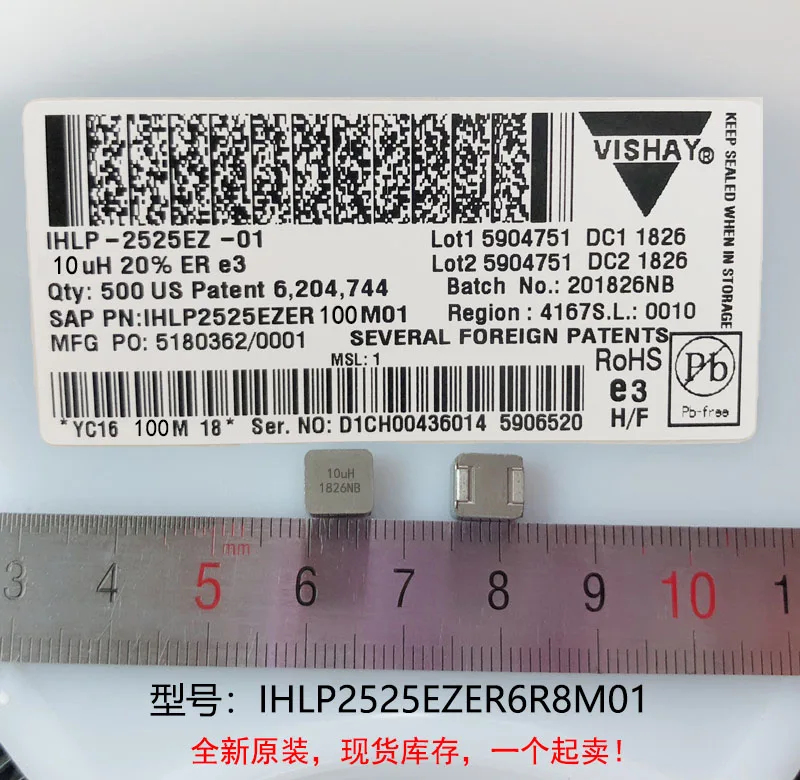 VISHAY®
KEEP SEALED WHEN IN STORAGE
IHLP-2525EZ -01
Lot1 5904751 DC1 1826
10uH 20% ER e3
Lot2 5904751 DC2 1826
Qty: 500 US Patent 6,204,744
Batch No.: 201826NB
SAP PN:IHLP2525EZER100M01
Region : 4167S.L.: 0010
MFG PO: 5180362/0001
SEVERAL FOREIGN PATENTS
MSL: 1
RoHS
e3
H/F
Pb
Pb-free
*YC16 100M 18* Ser. NO: D1CH00436014 5906520
10uH
1826NB
mm
3 4 5 6 7 8 9 10 1
型号：IHLP2525EZER6R8M01
全新原装，现货库存，一个起卖！